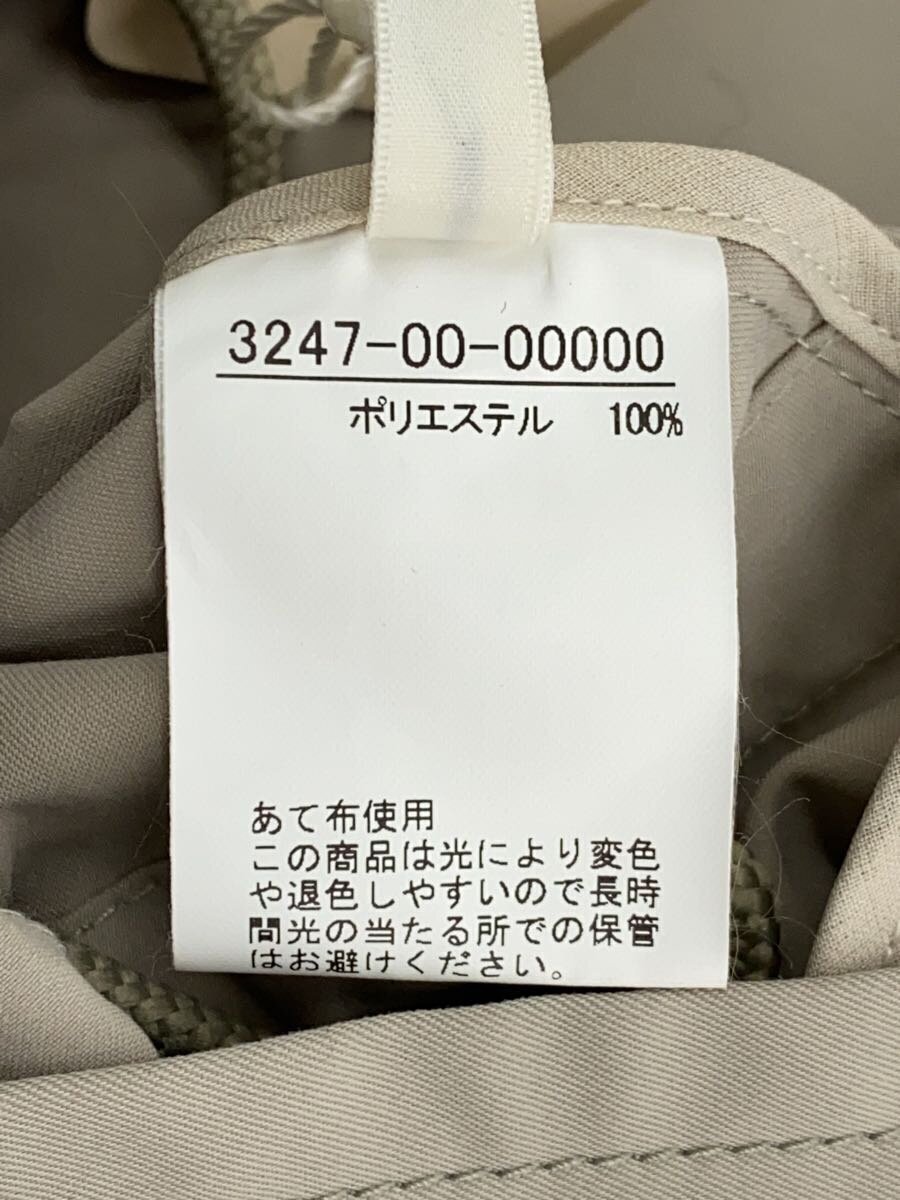 3247-00-00000
ポリエステル 100%
あて布使用
この商品は光により変色
や退色しやすいので長時
間光の当たる所での保管
はお避けください。